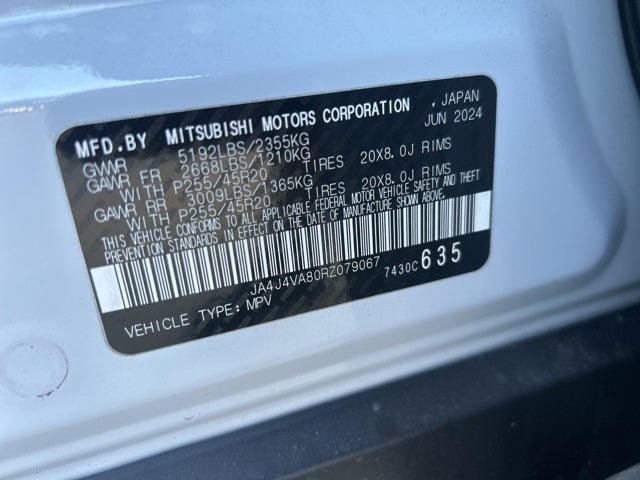 MFD.BY MITSUBISHI MOTORS CORPORATION , JAPAN
GVWR 5192LBS/2355KG JUN 2024
GAWR FR 2668LBS/1210KG TIRES 20X8.0J RIMS
WITH P255/45R20
GAWR RR 3009LBS/1365KG TIRES 20X8.0J RIMS
WITH P255/45R20
THIS VEHICLE CONFORMS TO ALL APPLICABLE FEDERAL MOTOR VEHICLE SAFETY AND THEFT
PREVENTION STANDARDS IN EFFECT ON THE DATE OF MANUFACTURE SHOWN ABOVE.
JA4J4VA80RZ079067 7430C 635
VEHICLE TYPE: MPV